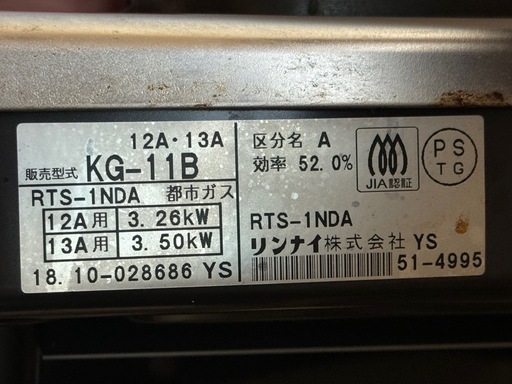 12A・13A
販売型式 KG-11B
RTS-1NDA 都市ガス
12A用 3.26kW
13A用 3.50kW
18.10-028686 YS
区分名 A
効率 52.0%
JIA認証
PS
TG
RTS-1NDA
リンナイ株式会社 YS
51-4995